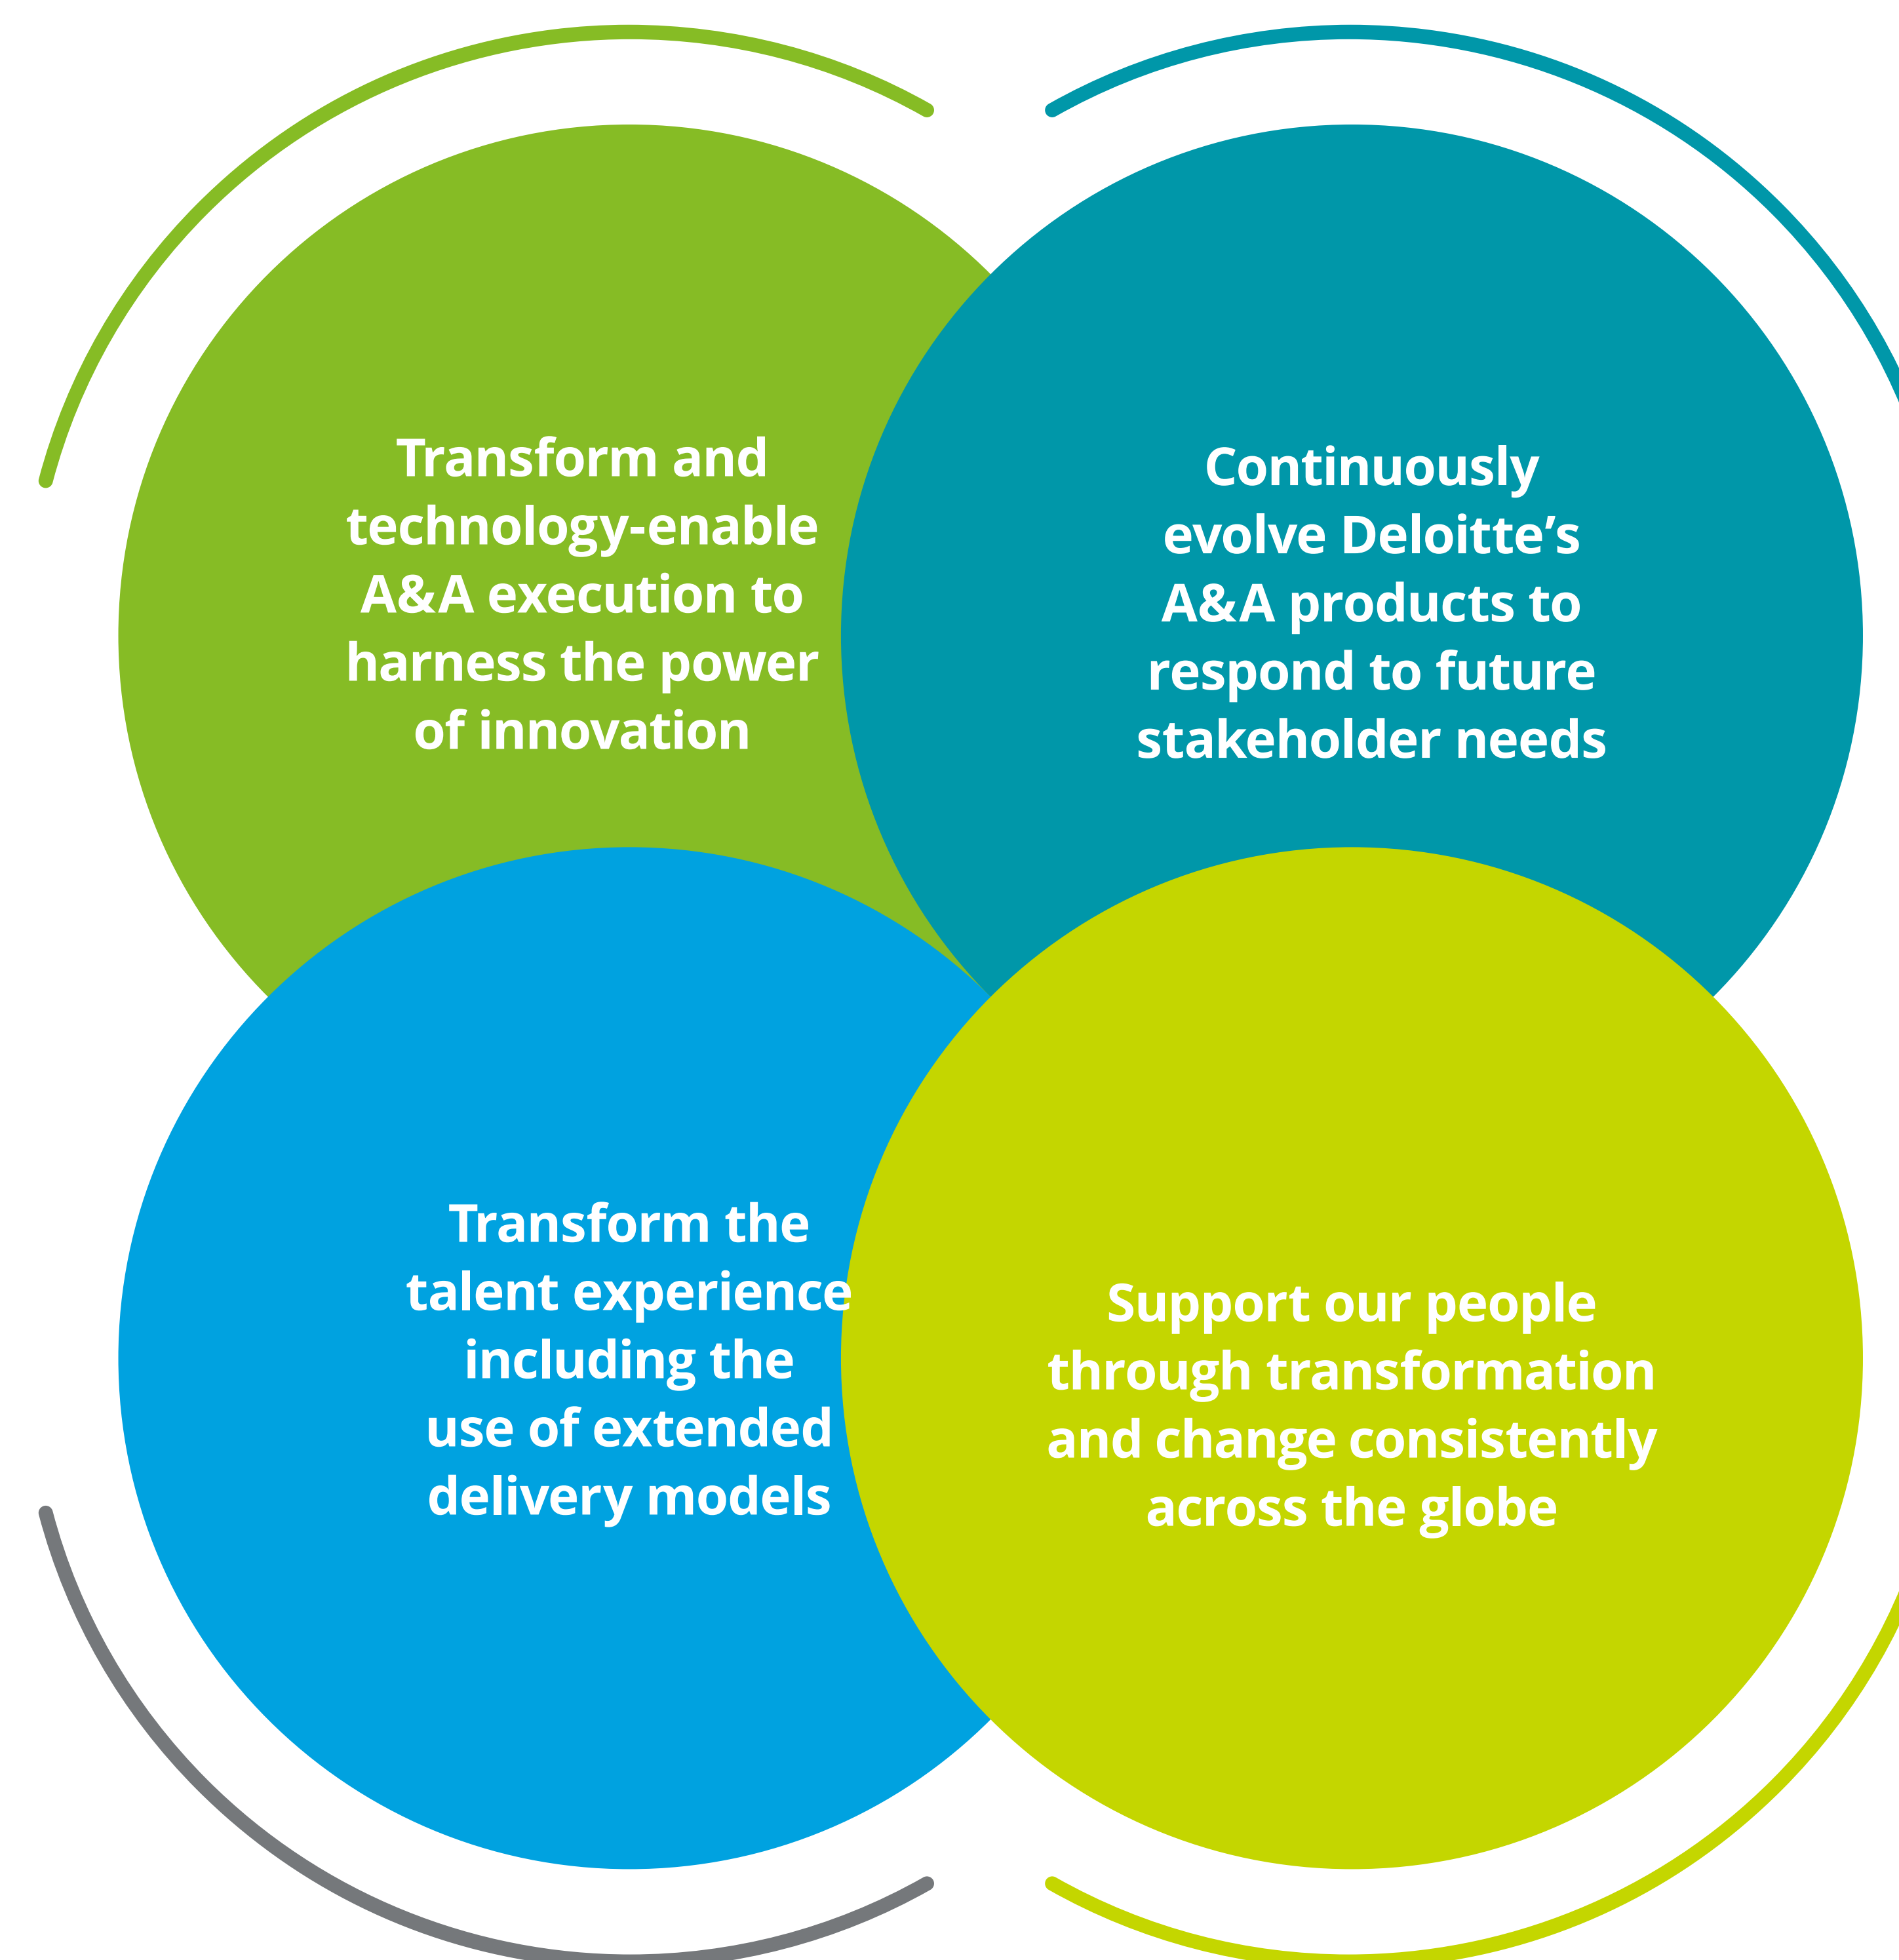 Transform and
technology-enable
A&A execution to
harness the power
of innovation
Continuously
evolve Deloitte’s
A&A products to
respond to future
stakeholder needs
Transform the
talent experience
including the
use of extended
delivery models
Support our people
through transformation
and change consistently
across the globe